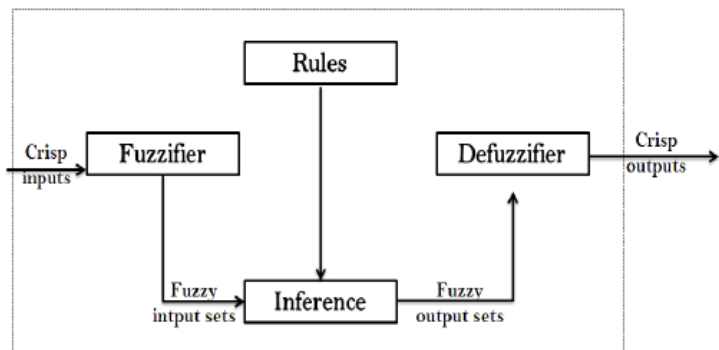 Rules
Crisp
inputs
Fuzzifier
Defuzzifier
Crisp
outputs
Fuzzy
intput sets
Inference
Fuzzy
output sets